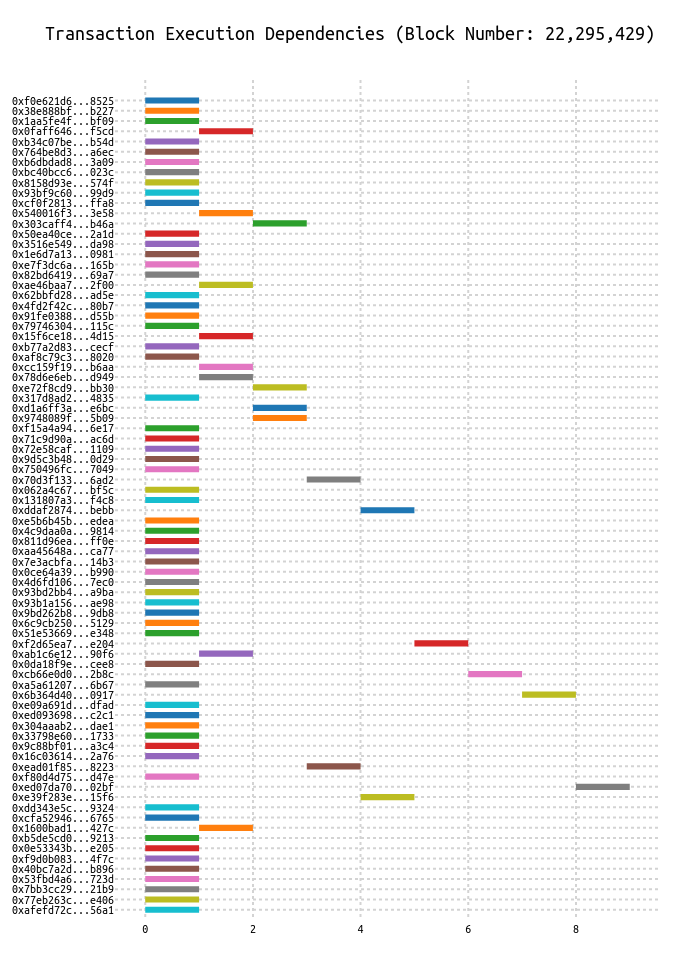 Transaction Execution Dependencies (Block Number: 22,295,429)
0xf0e621d6...8525
0x38e888bf...b227
0x1aa5fe4f...bf09
0x0faff646...f5cd
0xb34c07be...b54d
0x764be8d3...a6ec
0xb6dbdad8...3a09
0xbc40bcc6...023c
0x8158d93e...574f
0x93bf9c60...99d9
0xcf0f2813...ffa8
0x540016f3...3e58
0x303caff4...b46a
0x50ea40ce...2a1d
0x3516e549...da98
0x1e6d7a13...0981
0xe7f3dc6a...165b
0x82bd6419...69a7
0xae46baa7...2f00
0x62bbfd28...ad5e
0x4fd2f42c...80b7
0x91fe0388...d55b
0x79746304...115c
0x15f6ce18...4d15
0xb77a2d83...cecf
0xaf8c79c3...8020
0xcc159f19...b6aa
0x78d6e6eb...d949
0xe72f8cd9...bb30
0x317d8ad2...4835
0xd1a6ff3a...e6bc
0x9748089f...5b09
0xf15a4a94...6e17
0x71c9d90a...ac6d
0x72e58caf...1109
0x9d5c3b48...0d29
0x750496fc...7049
0x70d3f133...6ad2
0x062a4c67...bf5c
0x131807a3...f4c8
0xddaf2874...bebb
0xe5b6b45b...edea
0x4c9daa0a...9814
0x811d96ea...ff0e
0xaa45648a...ca77
0x7e3acbfa...14b3
0x0ce64a39...b990
0x4d6fd106...7ec0
0x93bd2bb4...a9ba
0x93b1a156...ae98
0x9bd262b8...9db8
0x6c9cb250...5129
0x51e53669...e348
0xf2d65ea7...e204
0xab1c6e12...90f6
0x0da18f9e...cee8
0xcb66e0d0...2b8c
0xa5a61207...6b67
0x6b364d40...0917
0xe09a691d...dfad
0xed093698...c2c1
0x304aaab2...dae1
0x33798e60...1733
0x9c88bf01...a3c4
0x16c03614...2a76
0xead01f85...8223
0xf80d4d75...d47e
0xed07da70...02bf
0xe39f283e...15f6
0xdd343e5c...9324
0xcfa52946...6765
0x1600bad1...427c
0xb5de5cd0...9213
0x0e53343b...e205
0xf9d0b083...4f7c
0x40bc7a2d...b896
0x53fbd4a6...723d
0x7bb3cc29...21b9
0x77eb263c...e406
0xafefd72c...56a1
0 2 4 6 8